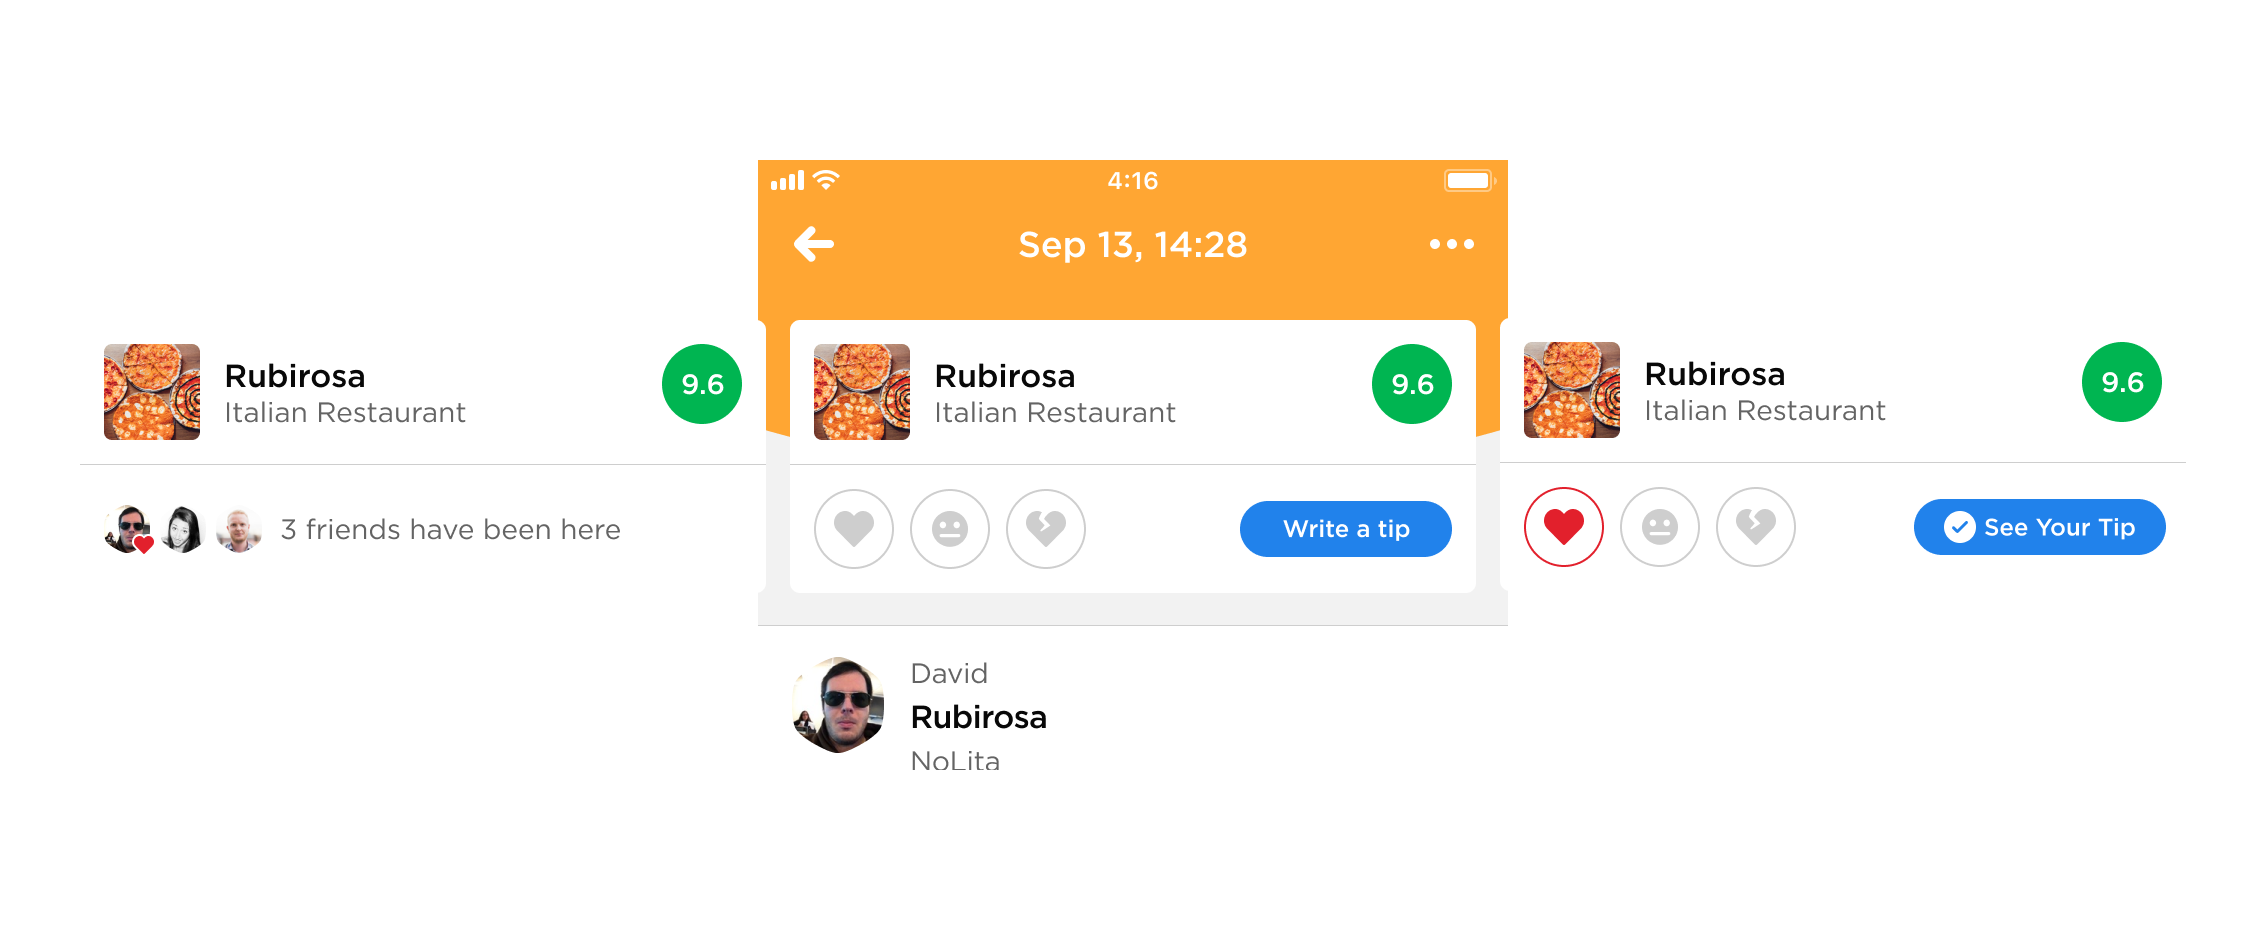 4:16
Sep 13, 14:28
Rubirosa
Italian Restaurant
9.6
3 friends have been here
Rubirosa
Italian Restaurant
9.6
Write a tip
Rubirosa
Italian Restaurant
9.6
See Your Tip
David
Rubirosa
NoLita